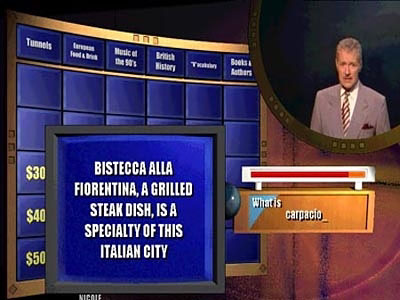 Tunnels
European
Food & Drink
Music of
the 90's
British
History
"V"ocabulary
Books &
Authors
$30
$40
$50
BISTECCA ALLA
FIORENTINA, A GRILLED
STEAK DISH, IS A
SPECIALTY OF THIS
ITALIAN CITY
What is
carpacio_
NICOLE